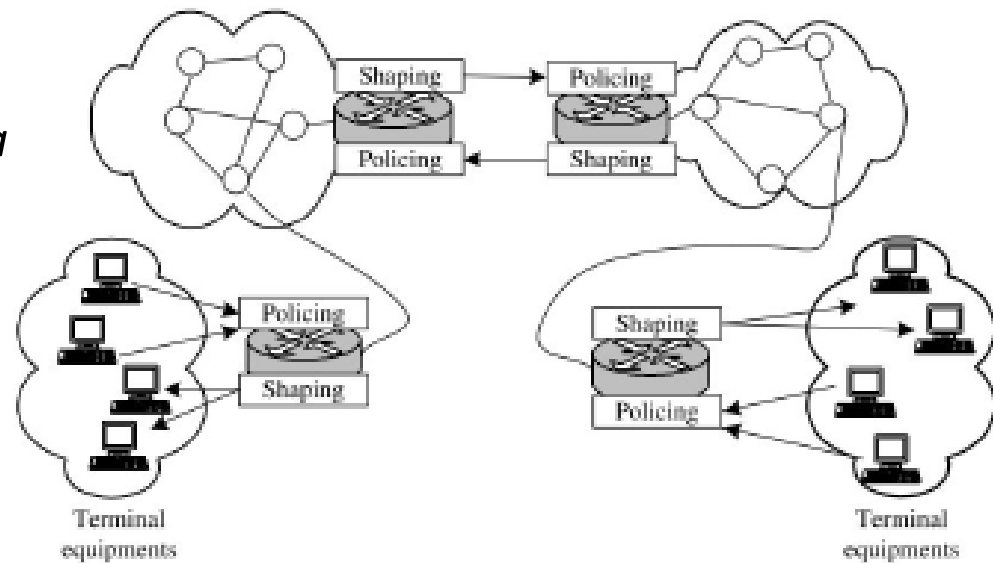 Shaping
Policing
Policing
Shaping
Policing
Shaping
Shaping
Policing
Terminal
equipments
Terminal
equipments